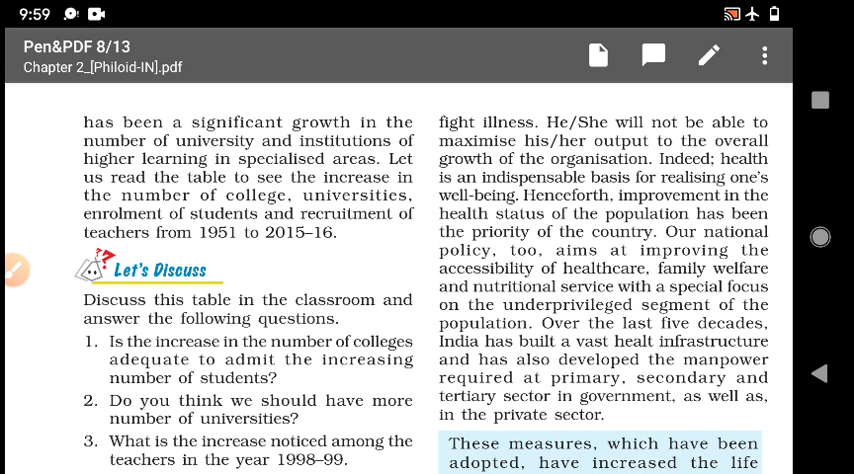 9:59
Pen&PDF 8/13
Chapter 2_[Philoid-IN].pdf
has been a significant growth in the
number of university and institutions of
higher learning in specialised areas. Let
us read the table to see the increase in
the number of college, universities,
enrolment of students and recruitment of
teachers from 1951 to 2015–16.
Let's Discuss
Discuss this table in the classroom and
answer the following questions.
1. Is the increase in the number of colleges
adequate to admit the increasing
number of students?
2. Do you think we should have more
number of universities?
3. What is the increase noticed among the
teachers in the year 1998–99.
fight illness. He/She will not be able to
maximise his/her output to the overall
growth of the organisation. Indeed; health
is an indispensable basis for realising one's
well-being. Henceforth, improvement in the
health status of the population has been
the priority of the country. Our national
policy, too, aims at improving the
accessibility of healthcare, family welfare
and nutritional service with a special focus
on the underprivileged segment of the
population. Over the last five decades,
India has built a vast healt infrastructure
and has also developed the manpower
required at primary, secondary and
tertiary sector in government, as well as,
in the private sector.
These measures, which have been
adopted, have increased the life